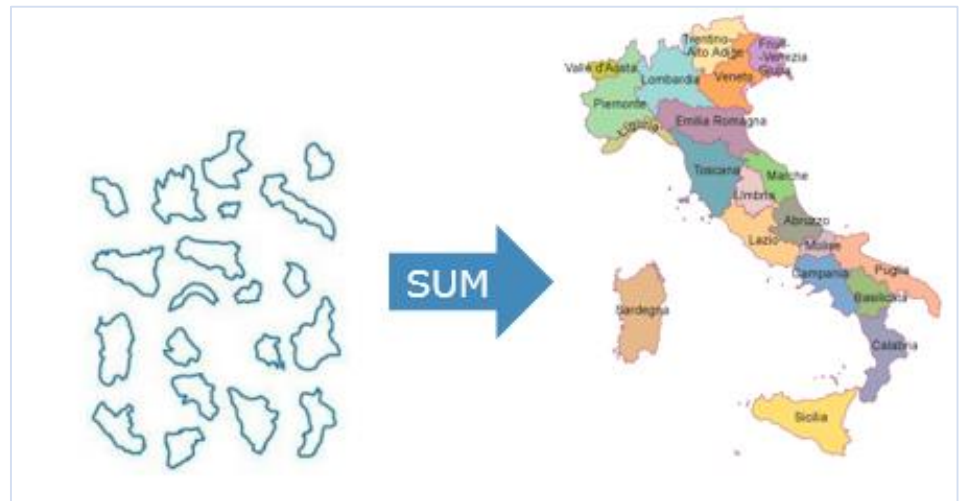 SUM
Trentino-
-Alto Adige
Friuli-
-Venezia
Giulia
Valle d'Aosta
Lombardia
Veneto
Piemonte
Emilia Romagna
Liguria
Toscana
Marche
Umbria
Abruzzo
Lazio
Molise
Campania
Puglia
Basilicata
Sardegna
Calabria
Sicilia